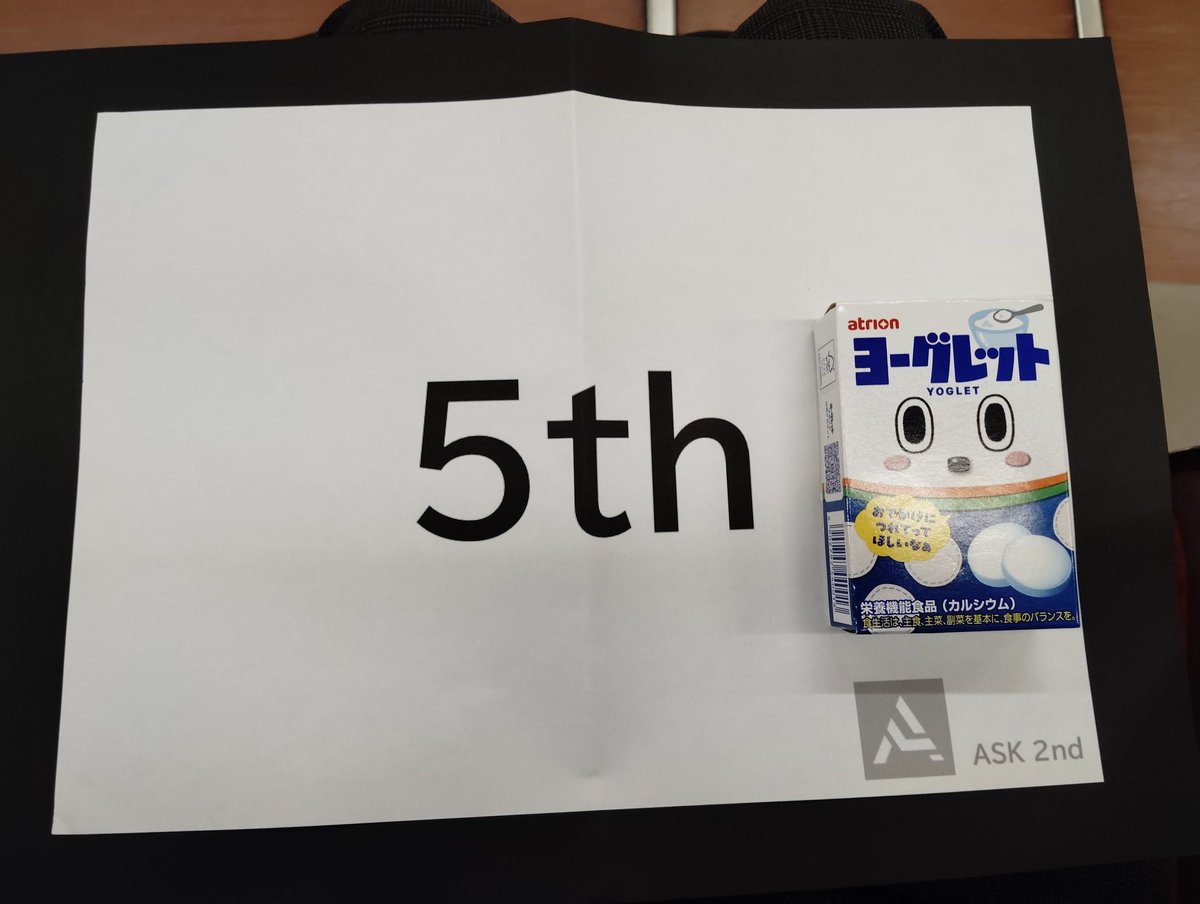 5th
atrion
ヨーグレット
YOGLET
おでかけに
つれてって
ほしいなぁ
栄養機能食品（カルシウム）
食生活は、主食、主菜、副菜を基本に、食事のバランスを。
ASK 2nd